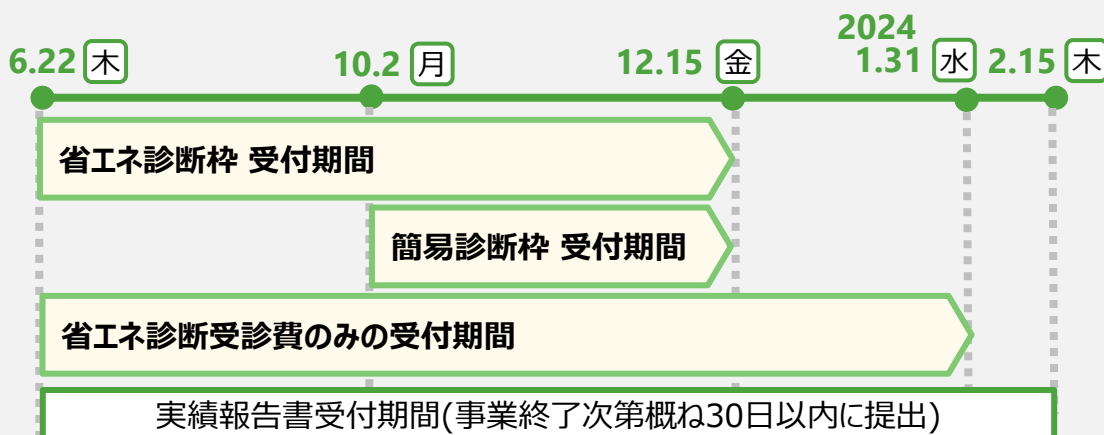 2024
6.22 木 10.2 月 12.15 金 1.31 水 2.15 木
省エネ診断枠 受付期間
簡易診断枠 受付期間
省エネ診断受診費のみの受付期間
実績報告書受付期間(事業終了次第概ね30日以内に提出)